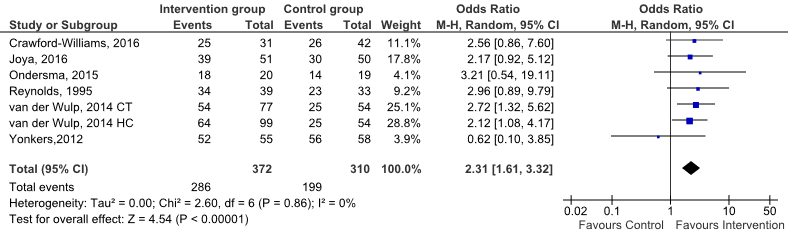 Intervention group Control group Odds Ratio Odds Ratio
Study or Subgroup Events Total Events Total Weight M-H, Random, 95% CI M-H, Random, 95% CI
Crawford-Williams, 2016 25 31 26 42 11.1% 2.56 [0.86, 7.60]
Joya, 2016 39 51 30 50 17.8% 2.17 [0.92, 5.12]
Ondersma, 2015 18 20 14 19 4.1% 3.21 [0.54, 19.11]
Reynolds, 1995 34 39 23 33 9.2% 2.96 [0.89, 9.79]
van der Wulp, 2014 CT 54 77 25 54 25.1% 2.72 [1.32, 5.62]
van der Wulp, 2014 HC 64 99 25 54 28.8% 2.12 [1.08, 4.17]
Yonkers,2012 52 55 56 58 3.9% 0.62 [0.10, 3.85]
Total (95% CI) 372 310 100.0% 2.31 [1.61, 3.32]
Total events 286 199
Heterogeneity: Tau² = 0.00; Chi² = 2.60, df = 6 (P = 0.86); I² = 0%
Test for overall effect: Z = 4.54 (P < 0.00001)
0.02 0.1 1 10 50
Favours Control Favours Intervention